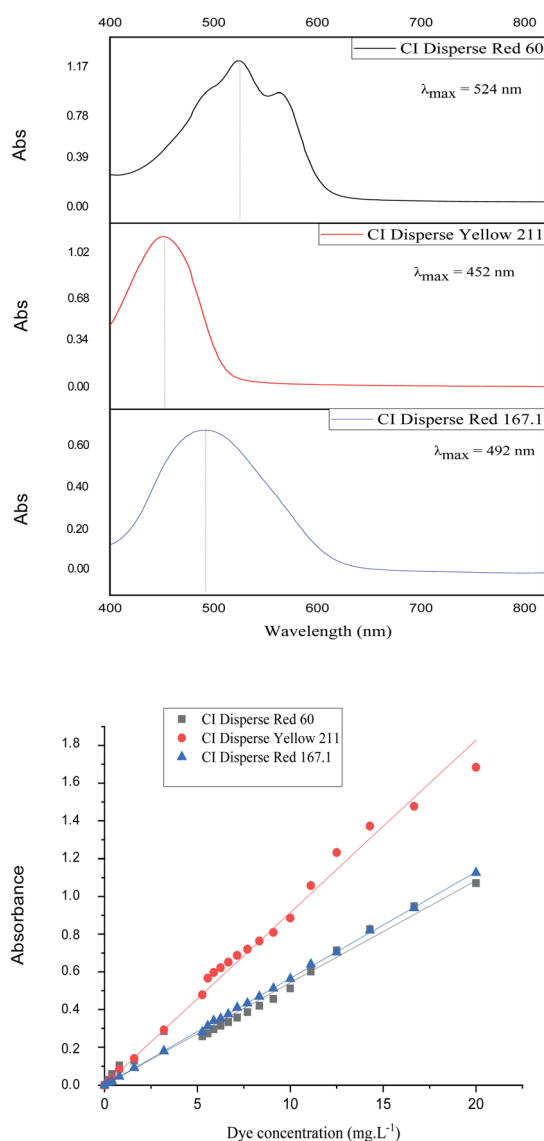 400 500 600 700 800
CI Disperse Red 60
λmax = 524 nm
1.17
0.78
0.39
0.00
Abs
CI Disperse Yellow 211
λmax = 452 nm
1.02
0.68
0.34
0.00
Abs
CI Disperse Red 167.1
λmax = 492 nm
0.60
0.40
0.20
0.00
Abs
400 500 600 700 800
Wavelength (nm)
CI Disperse Red 60
CI Disperse Yellow 211
CI Disperse Red 167.1
1.8
1.6
1.4
1.2
1.0
0.8
0.6
0.4
0.2
0.0
Absorbance
0 5 10 15 20
Dye concentration (mg.L⁻¹)